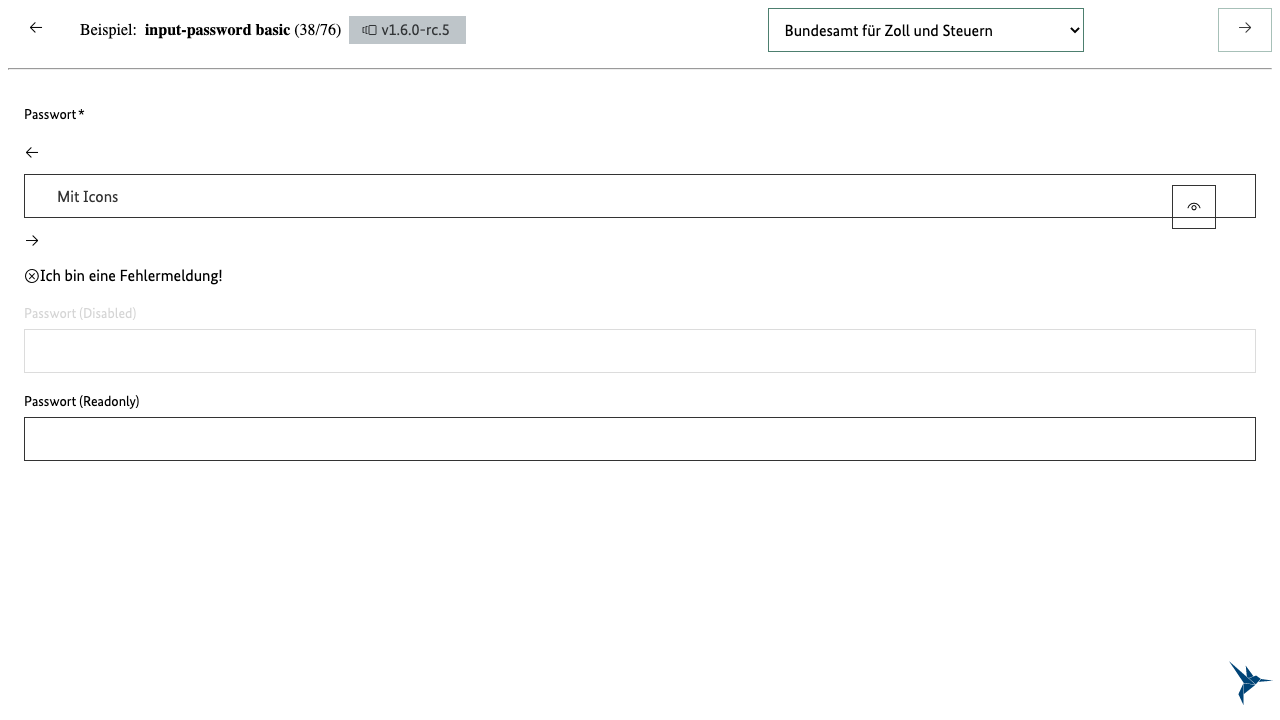 Beispiel: input-password basic (38/76) v1.6.0-rc.5 Bundesamt für Zoll und Steuern
Passwort *
Mit Icons
Ich bin eine Fehlermeldung!
Passwort (Disabled)
Passwort (Readonly)